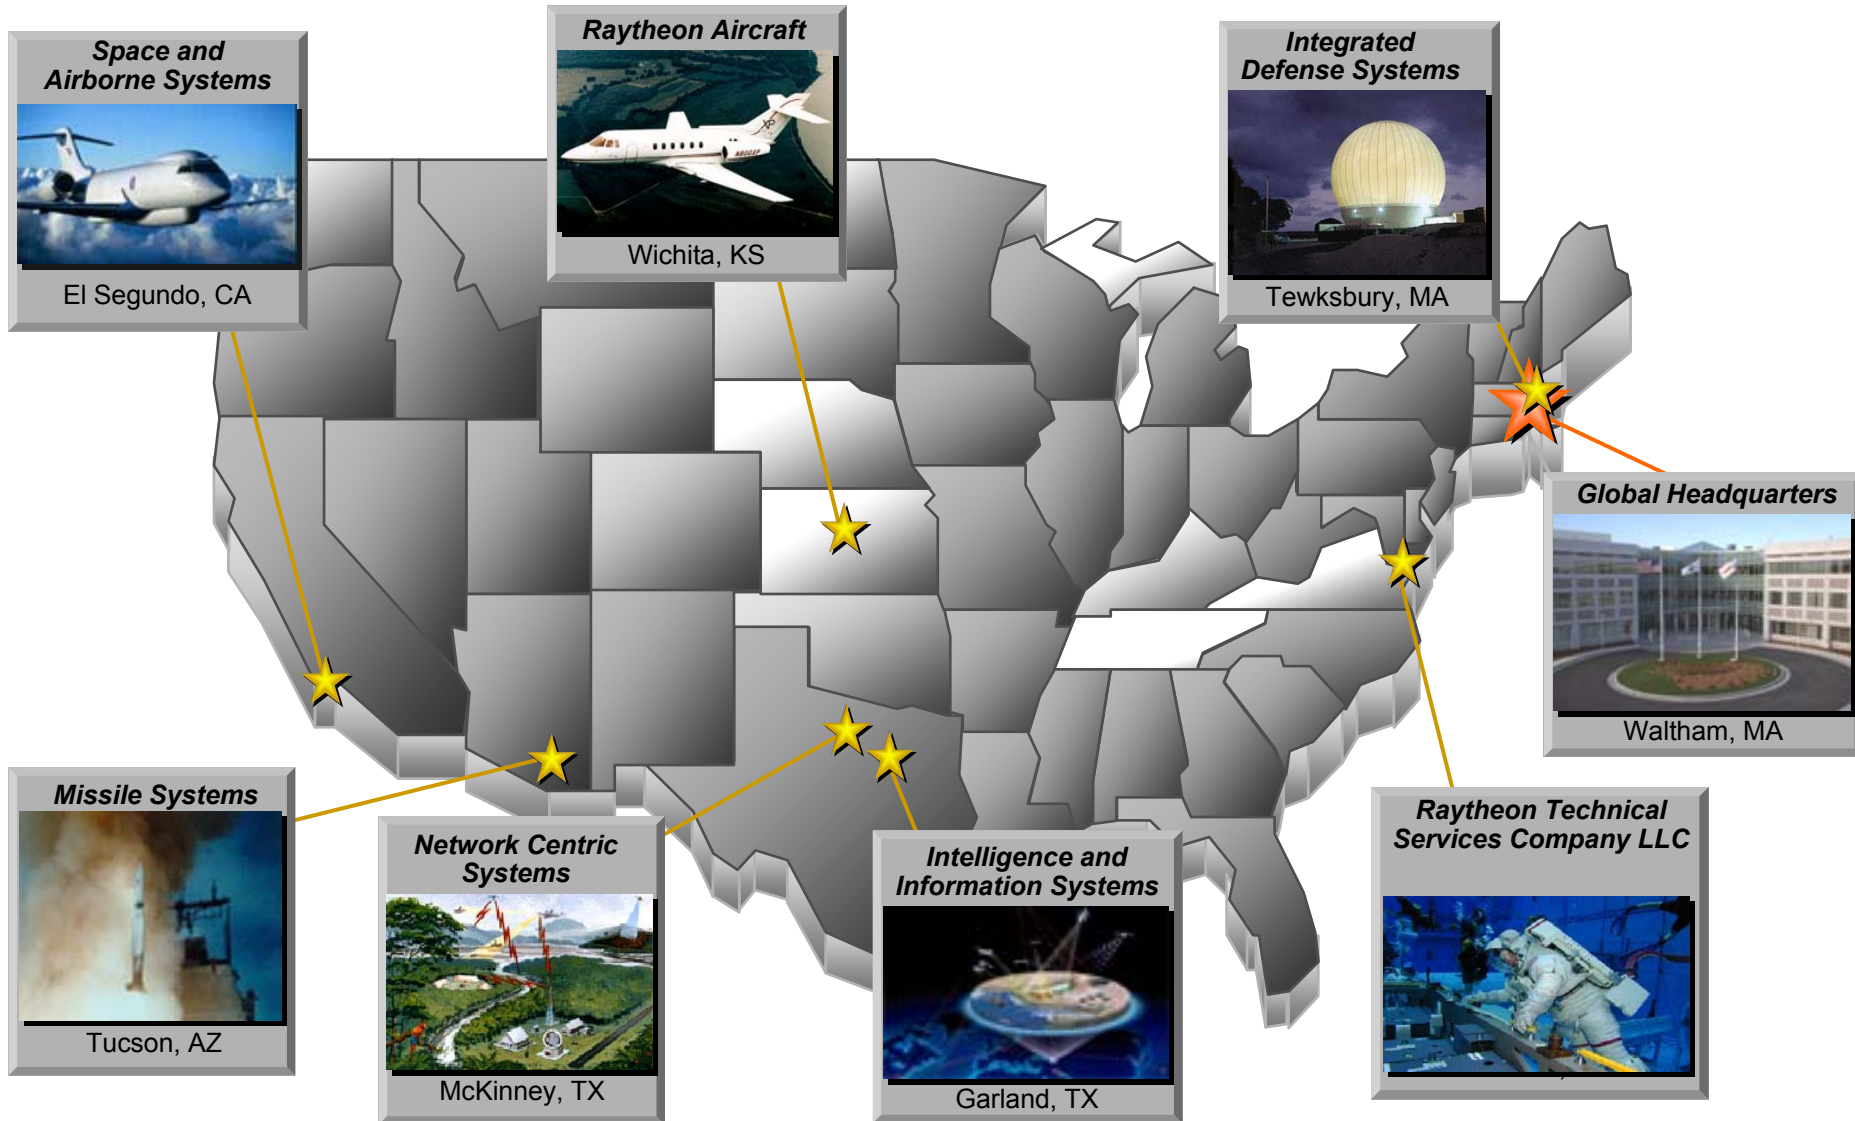 Space and
Airborne Systems
El Segundo, CA
Raytheon Aircraft
XP
N800XP
Wichita, KS
Integrated
Defense Systems
Tewksbury, MA
Global Headquarters
Waltham, MA
Missile Systems
Tucson, AZ
Network Centric
Systems
McKinney, TX
Intelligence and
Information Systems
Garland, TX
Raytheon Technical
Services Company LLC